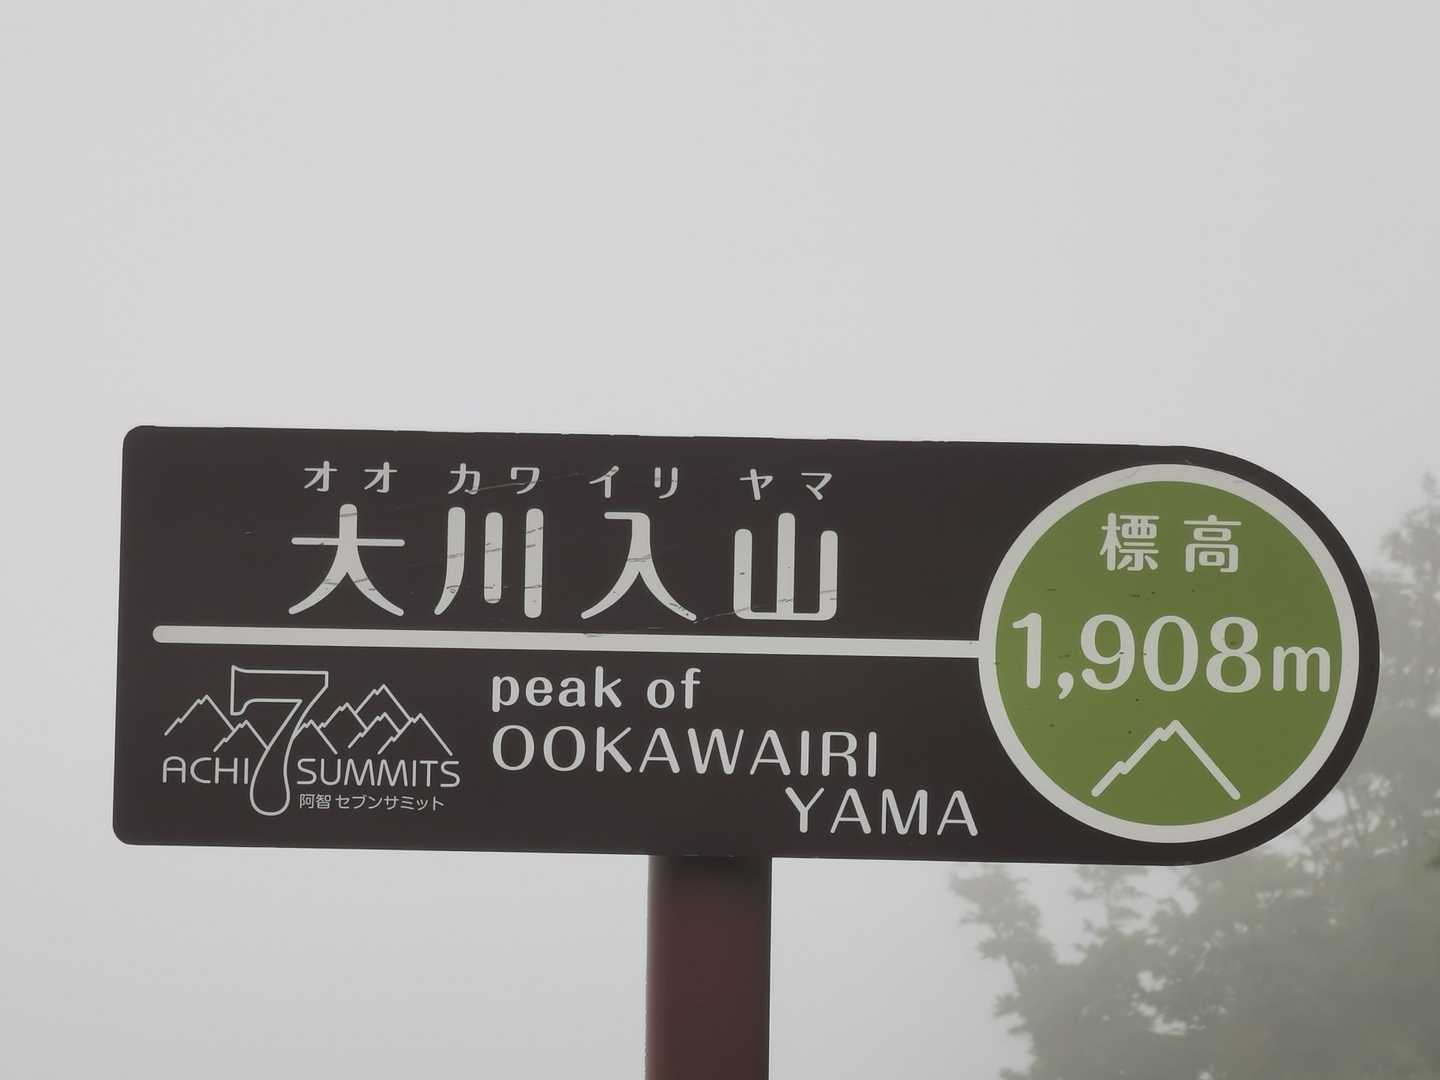 オオ カワ イリ ヤマ
大川入山
標高
1,908m
7
ACHI SUMMITS
阿智 セブンサミット
peak of
OOKAWAIRI
YAMA